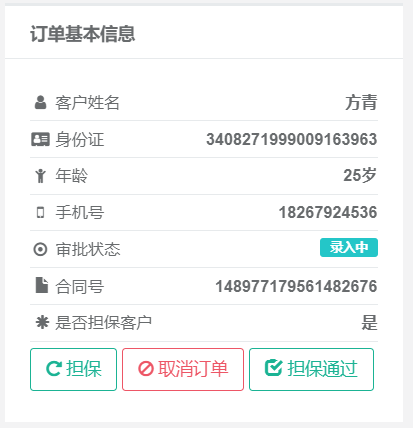 订单基本信息
客户姓名 方青
身份证 3408271999009163963
年龄 25岁
手机号 18267924536
审批状态 录入中
合同号 148977179561482676
是否担保客户 是
担保 取消订单 担保通过